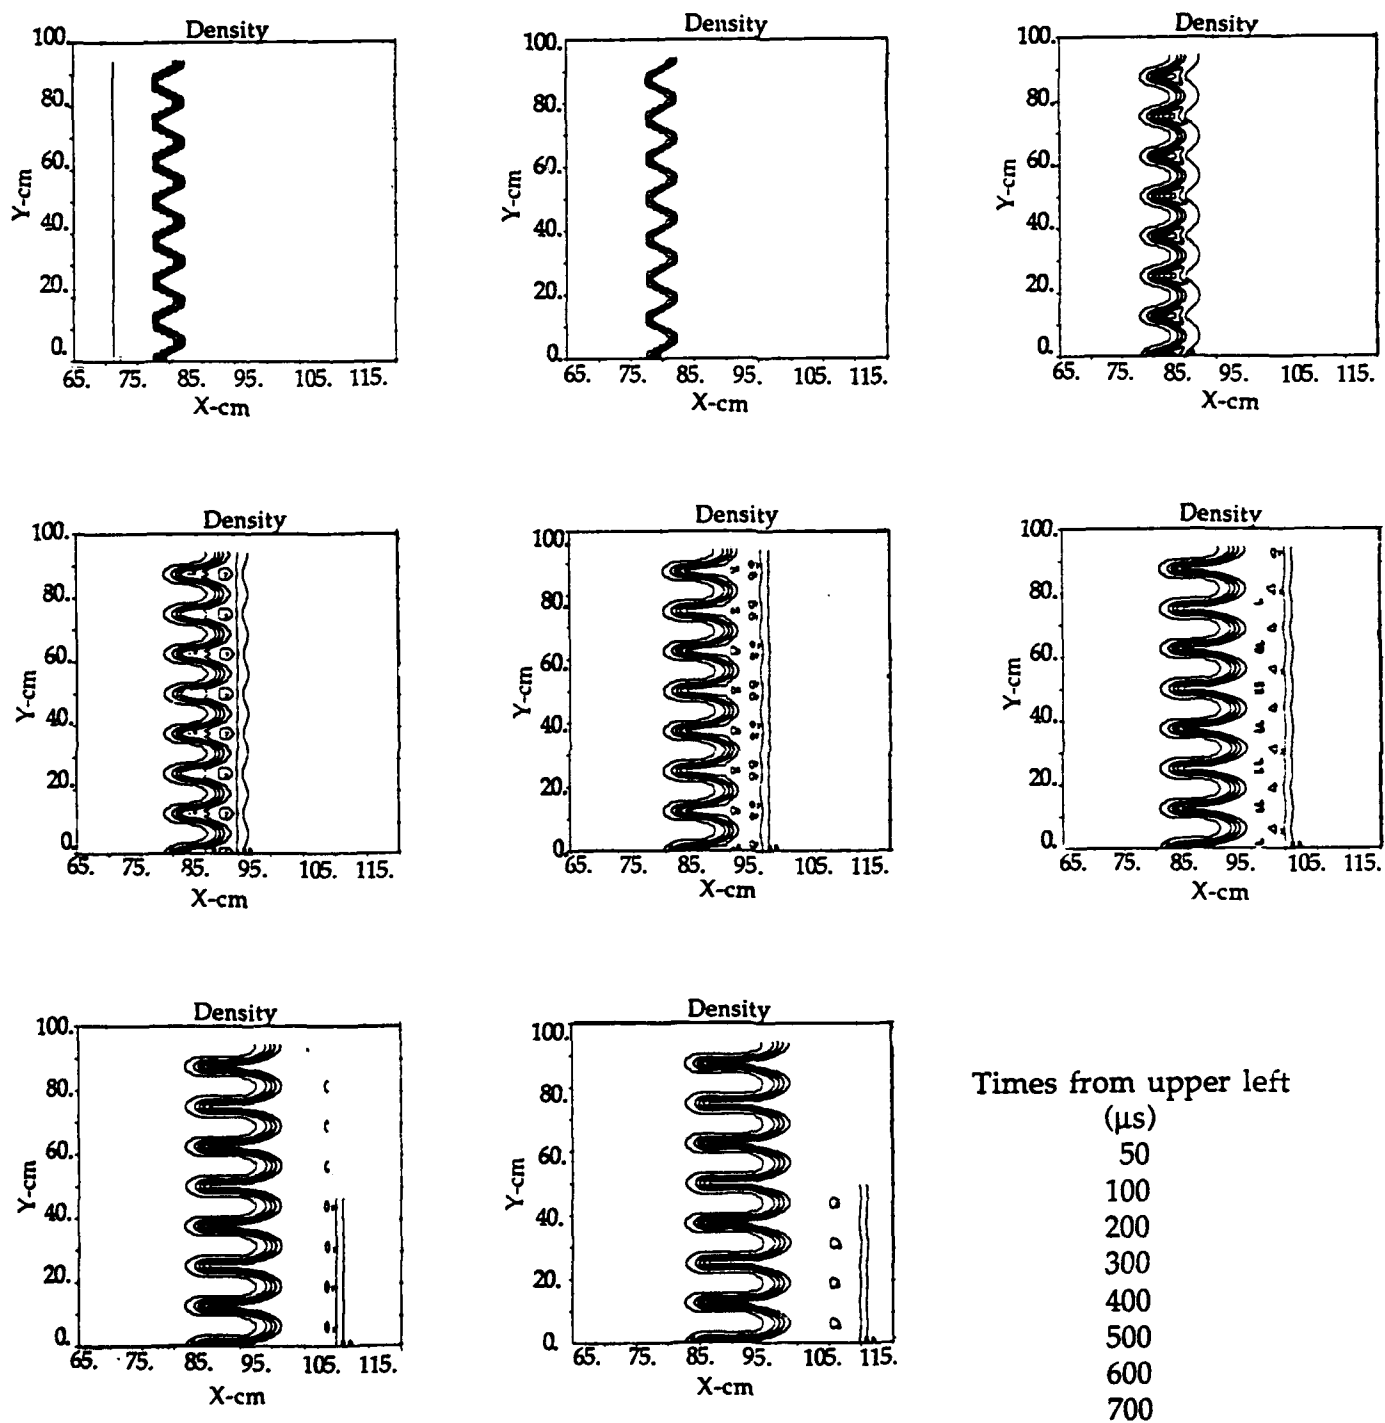 Density
100.
80.
60.
40.
20.
0.
Y-cm
65. 75. 85. 95. 105. 115.
X-cm
Density
100.
80.
60.
40.
20.
0.
Y-cm
65. 75. 85. 95. 105. 115.
X-cm
Density
100.
80.
60.
40.
20.
0.
Y-cm
65. 75. 85. 95. 105. 115.
X-cm
Density
100.
80.
60.
40.
20.
0.
Y-cm
65. 75. 85. 95. 105. 115.
X-cm
Density
100.
80.
60.
40.
20.
0.
Y-cm
65. 75. 85. 95. 105. 115.
X-cm
Density
100.
80.
60.
40.
20.
0.
Y-cm
65. 75. 85. 95. 105. 115.
X-cm
Density
100.
80.
60.
40.
20.
0.
Y-cm
65. 75. 85. 95. 105. 115.
X-cm
Density
100.
80.
60.
40.
20.
0.
Y-cm
65. 75. 85. 95. 105. 115.
X-cm
Times from upper left
(μs)
50
100
200
300
400
500
600
700